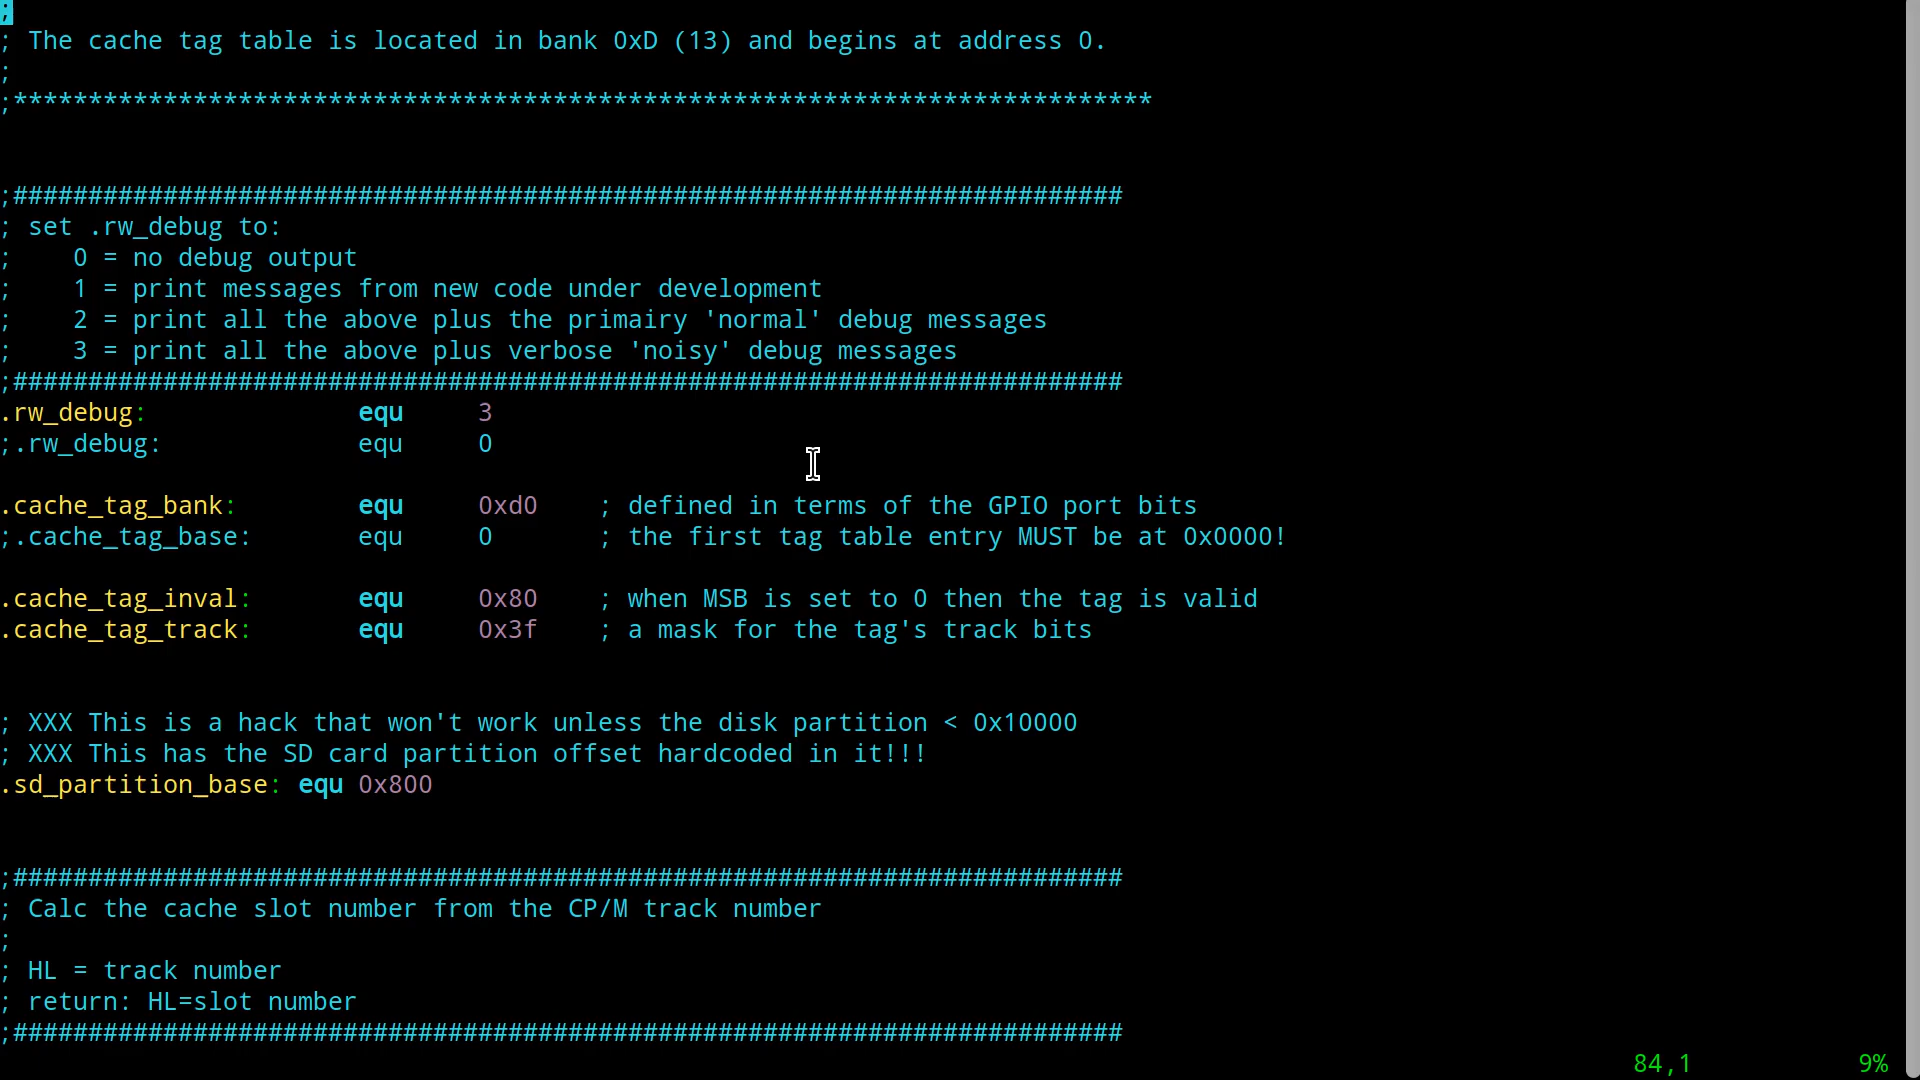 ;
; The cache tag table is located in bank 0xD (13) and begins at address 0.
;
;****************************************************************************


;##########################################################################
; set .rw_debug to:
;    0 = no debug output
;    1 = print messages from new code under development
;    2 = print all the above plus the primairy 'normal' debug messages
;    3 = print all the above plus verbose 'noisy' debug messages
;##########################################################################
.rw_debug:              equ     3
;.rw_debug:             equ     0

.cache_tag_bank:        equ     0xd0    ; defined in terms of the GPIO port bits
;.cache_tag_base:       equ     0       ; the first tag table entry MUST be at 0x0000!

.cache_tag_inval:       equ     0x80    ; when MSB is set to 0 then the tag is valid
.cache_tag_track:       equ     0x3f    ; a mask for the tag's track bits


; XXX This is a hack that won't work unless the disk partition < 0x10000
; XXX This has the SD card partition offset hardcoded in it!!!
.sd_partition_base: equ 0x800


;##########################################################################
; Calc the cache slot number from the CP/M track number
;
; HL = track number
; return: HL=slot number
;##########################################################################
84,1 9%